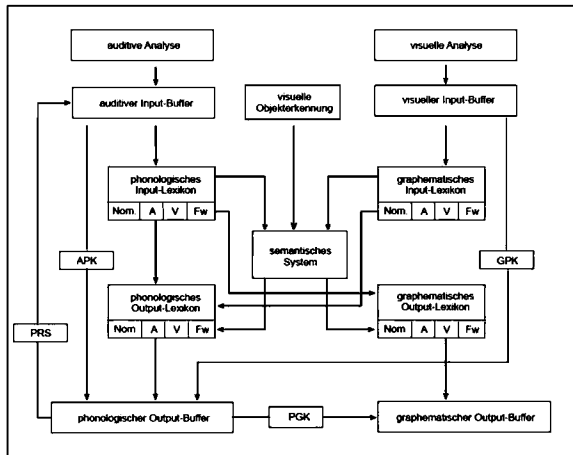 auditive Analyse
visuelle Analyse
auditiver Input-Buffer
visuelle
Objekterkennung
visueller Input-Buffer
phonologisches
Input-Lexikon
Nom. A V Fw
graphematisches
Input-Lexikon
Nom. A V Fw
semantisches
System
APK
GPK
phonologisches
Output-Lexikon
Nom A V Fw
graphematisches
Output-Lexikon
Nom A V Fw
PRS
phonologischer Output-Buffer
PGK
graphematischer Output-Buffer